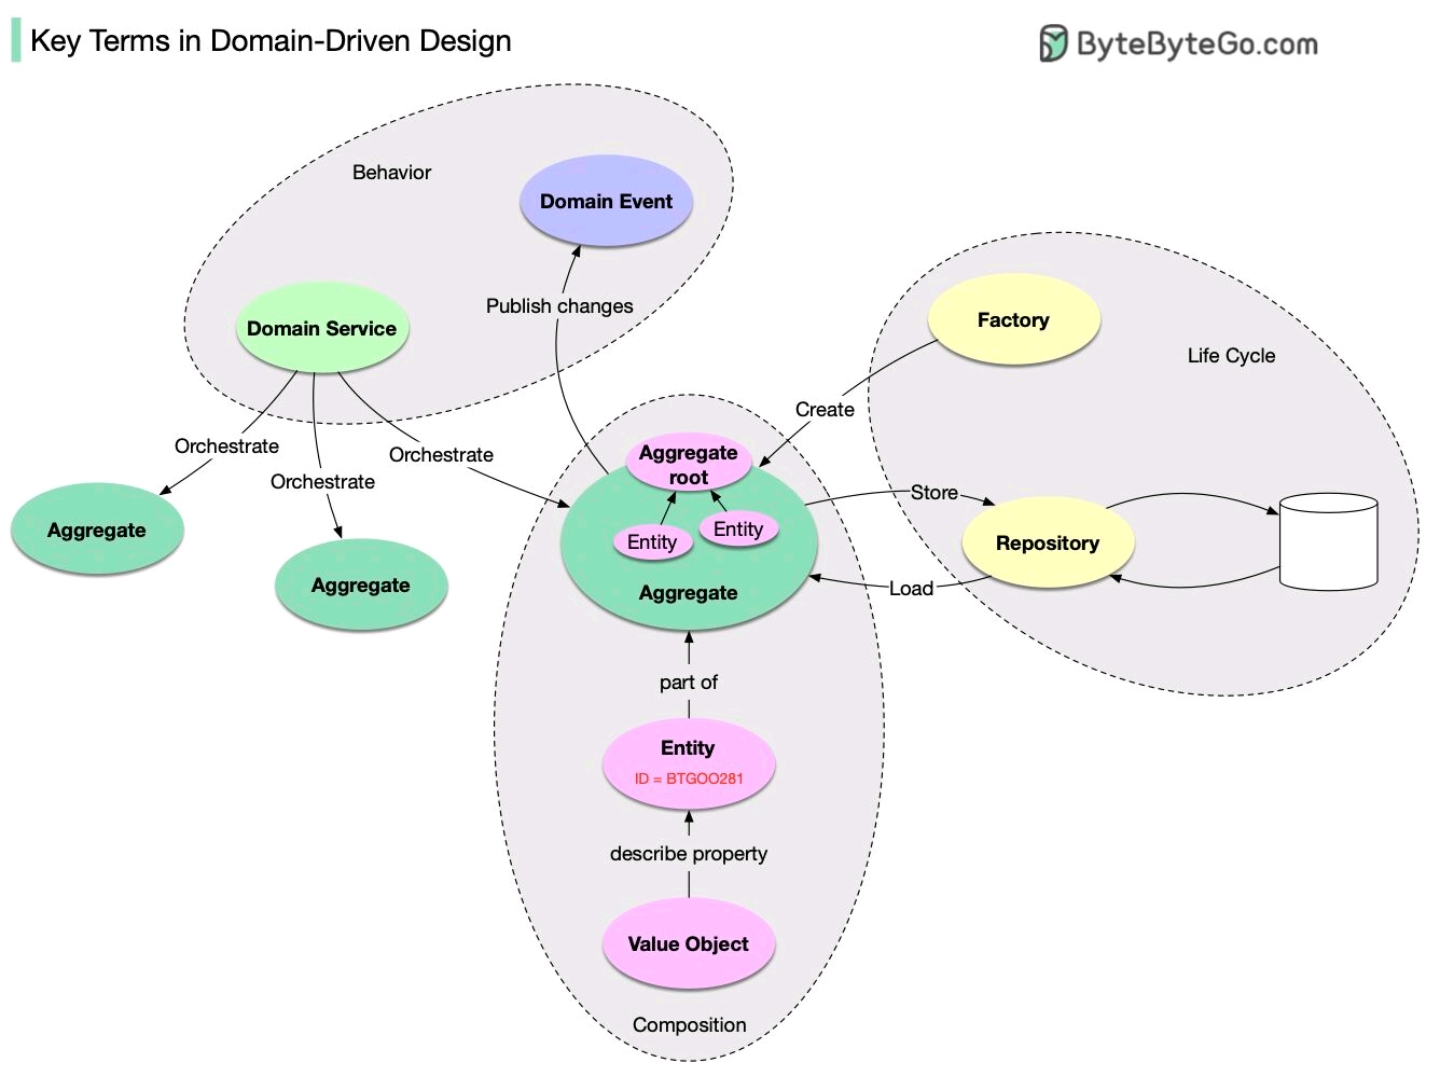 Key Terms in Domain-Driven Design
ByteByteGo.com
Behavior
Domain Event
Publish changes
Domain Service
Factory
Life Cycle
Create
Orchestrate
Orchestrate
Orchestrate
Aggregate
root
Entity
Entity
Aggregate
Store
Repository
Load
Aggregate
Aggregate
part of
Entity
ID = BTGOO281
describe property
Value Object
Composition